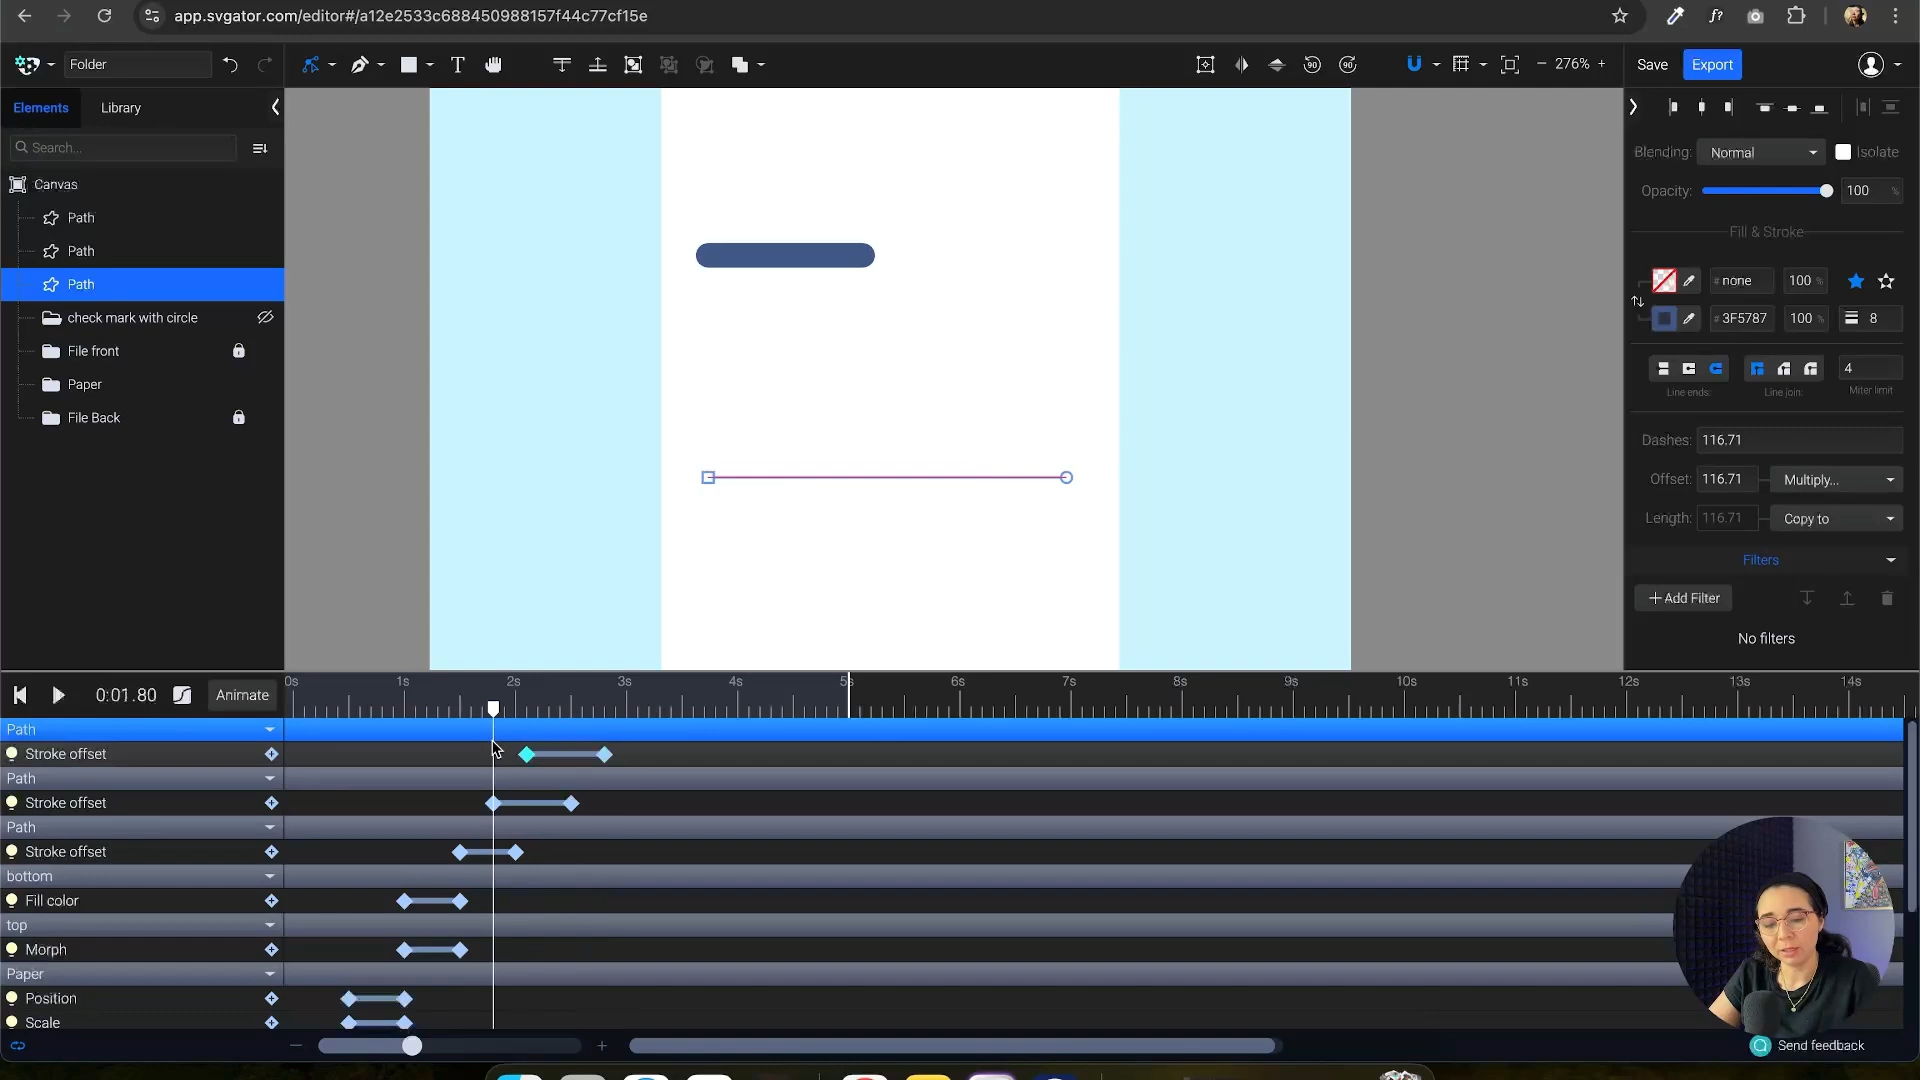 app.svgator.com/editor#/a12e2533c688450988157f44c77cf15e
f?
Folder
T
90
90
276%
Save
Export
Elements
Library
Search...
Canvas
Path
Path
Path
check mark with circle
File front
Paper
File Back
Blending:
Normal
Isolate
Opacity:
100
%
Fill & Stroke
# none
100 %
# 3F5787
100 %
8
4
Line ends:
Line join:
Miter limit
Dashes:
116.71
Offset:
116.71
Multiply...
Length:
116.71
Copy to
Filters
+ Add Filter
No filters
0:01.80
Animate
0s
1s
2s
3s
4s
5s
6s
7s
8s
9s
10s
11s
12s
13s
14s
Path
Stroke offset
Path
Stroke offset
Path
Stroke offset
bottom
Fill color
top
Morph
Paper
Position
Scale
Send feedback